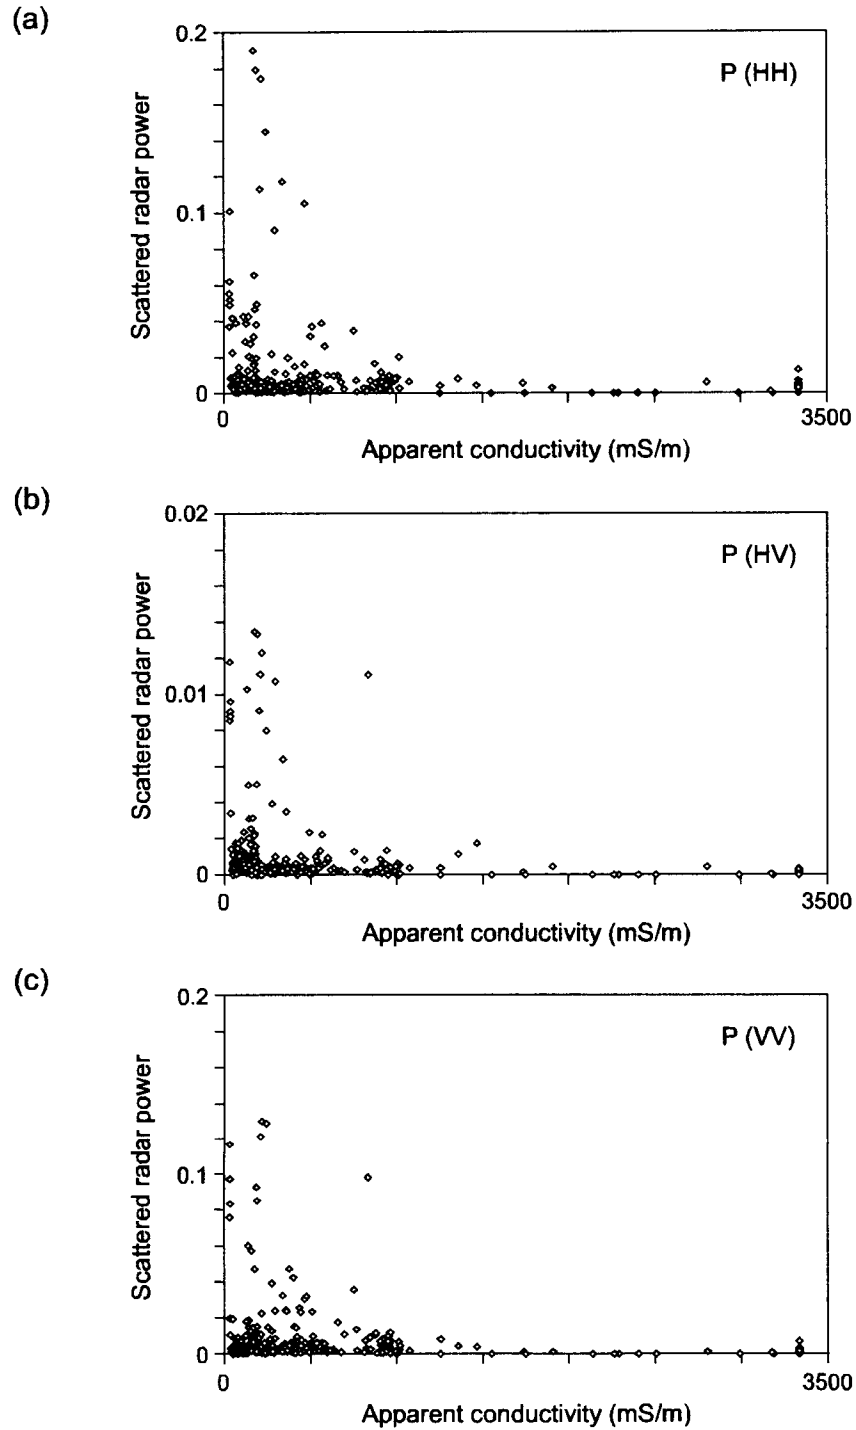 (a)
0.2
P (HH)
Scattered radar power
0.1
0
0
3500
Apparent conductivity (mS/m)
(b)
0.02
P (HV)
Scattered radar power
0.01
0
0
3500
Apparent conductivity (mS/m)
(c)
0.2
P (VV)
Scattered radar power
0.1
0
0
3500
Apparent conductivity (mS/m)